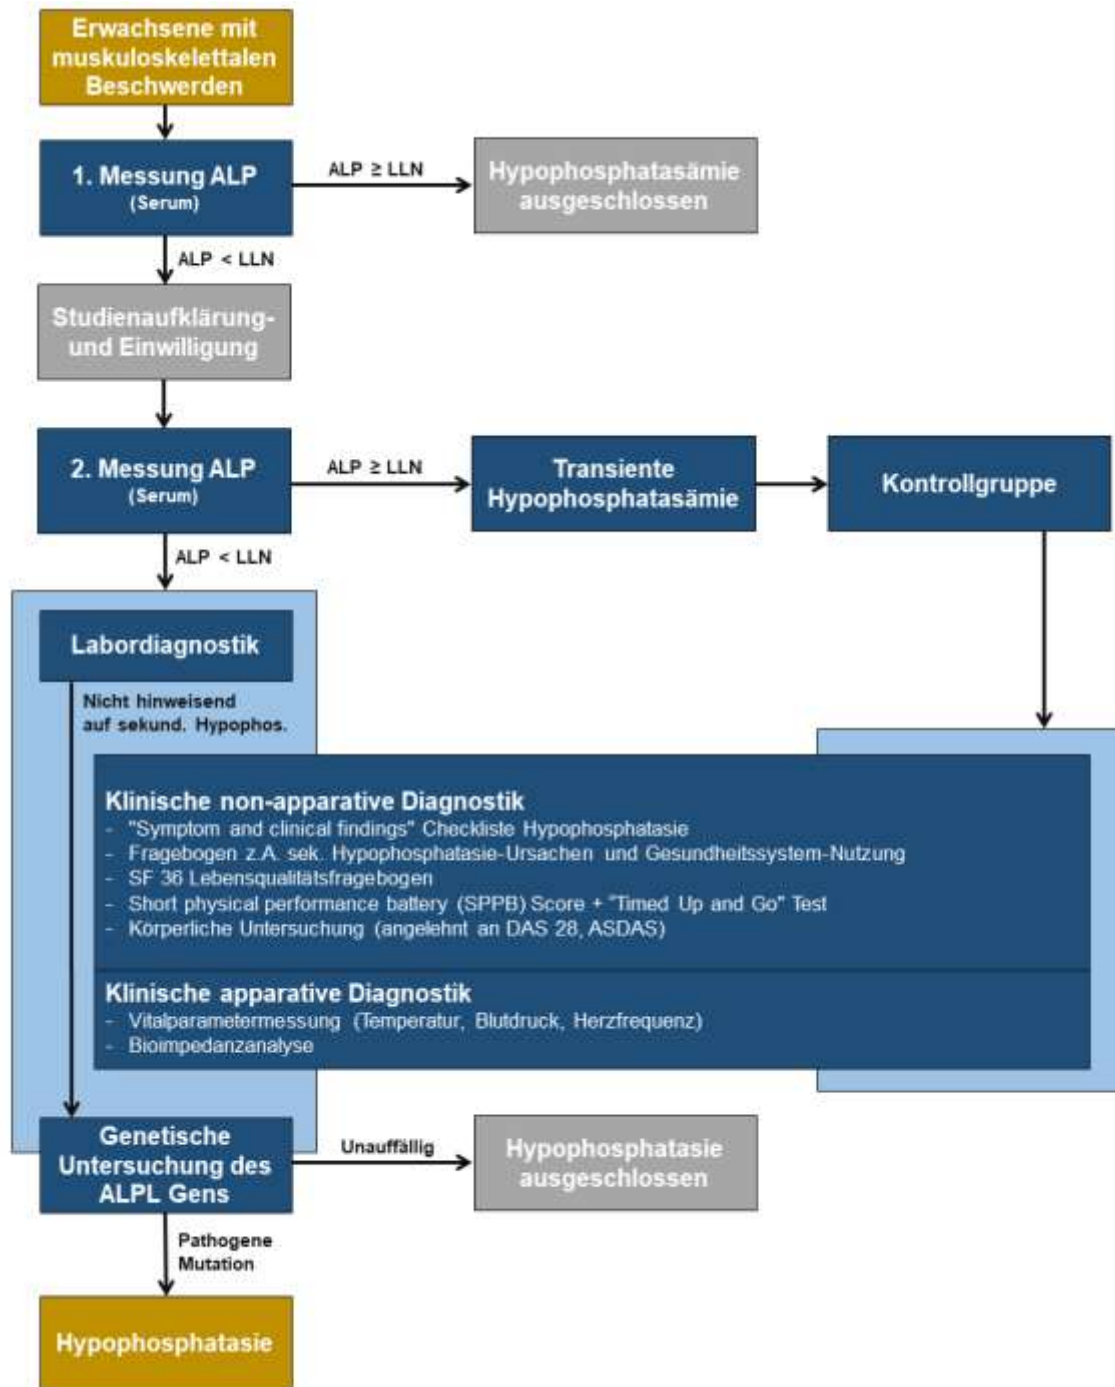 Erwachsene mit
muskuloskelettalen
Beschwerden
1. Messung ALP
(Serum)
ALP ≥ LLN
Hypophosphatasämie
ausgeschlossen
ALP < LLN
Studienaufklärung-
und Einwilligung
2. Messung ALP
(Serum)
ALP ≥ LLN
Transiente
Hypophosphatasämie
Kontrollgruppe
ALP < LLN
Labordiagnostik
Nicht hinweisend
auf sekund. Hypophos.
Klinische non-apparative Diagnostik
- "Symptom and clinical findings" Checkliste Hypophosphatasie
- Fragebogen z.A. sek. Hypophosphatasie-Ursachen und Gesundheitssystem-Nutzung
- SF 36 Lebensqualitätsfragebogen
- Short physical performance battery (SPPB) Score + "Timed Up and Go" Test
- Körperliche Untersuchung (angelehnt an DAS 28, ASDAS)
Klinische apparative Diagnostik
- Vitalparametermessung (Temperatur, Blutdruck, Herzfrequenz)
- Bioimpedanzanalyse
Genetische
Untersuchung des
ALPL Gens
Unauffällig
Hypophosphatasie
ausgeschlossen
Pathogene
Mutation
Hypophosphatasie